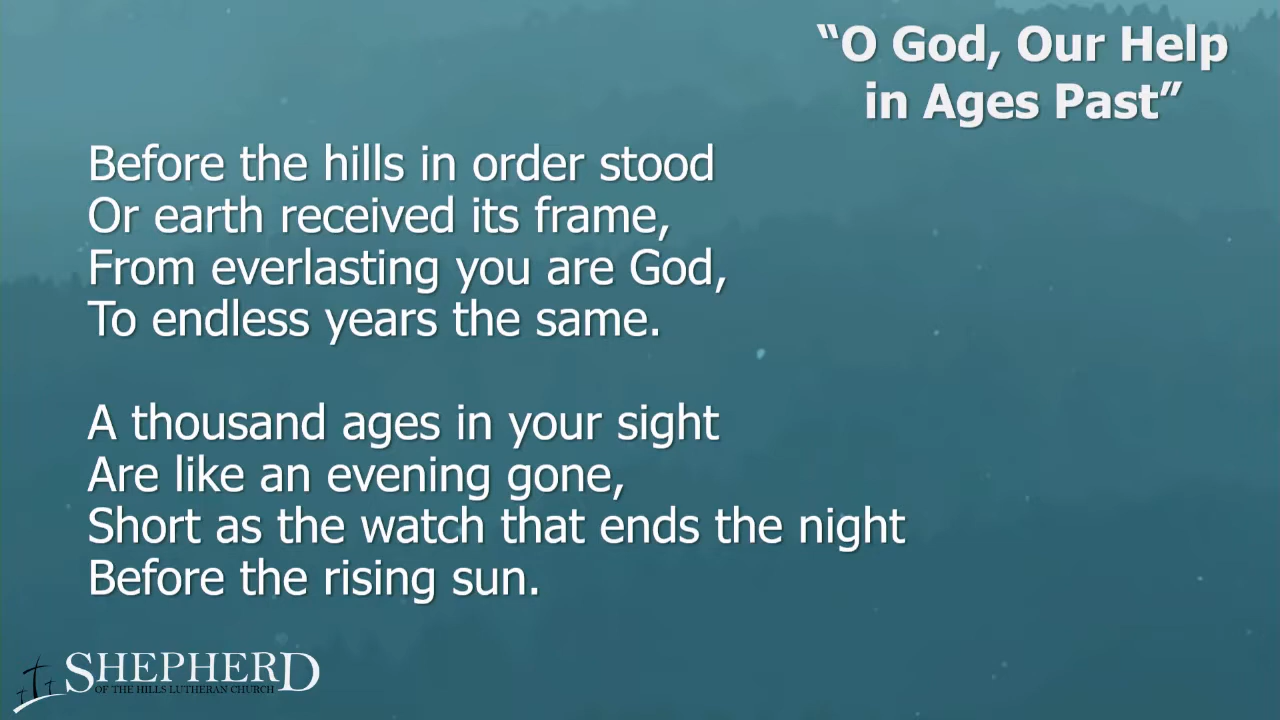 “O God, Our Help
in Ages Past”
Before the hills in order stood
Or earth received its frame,
From everlasting you are God,
To endless years the same.
A thousand ages in your sight
Are like an evening gone,
Short as the watch that ends the night
Before the rising sun.
SHEPHERD
OF THE HILLS LUTHERAN CHURCH